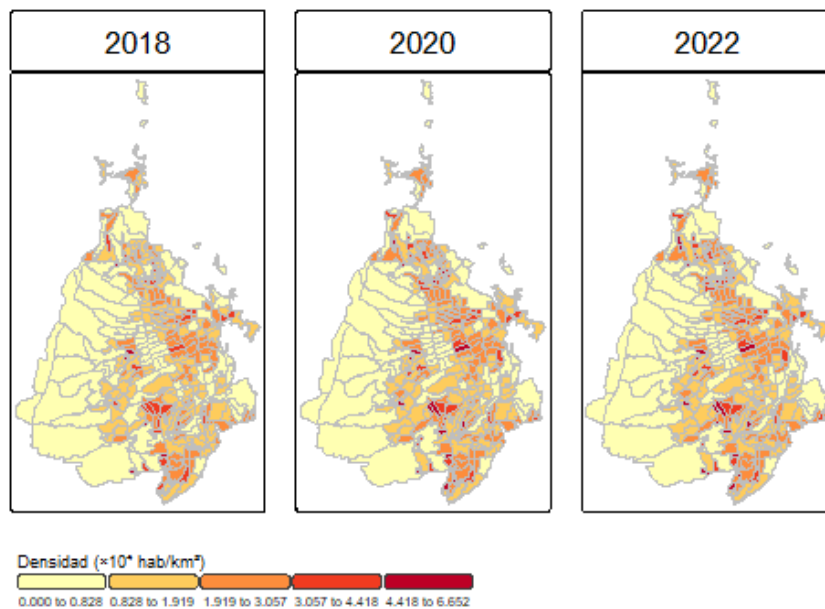 2018 2020 2022
Densidad (×10⁴ hab/km²)
0.000 to 0.828 0.828 to 1.919 1.919 to 3.057 3.057 to 4.418 4.418 to 6.652